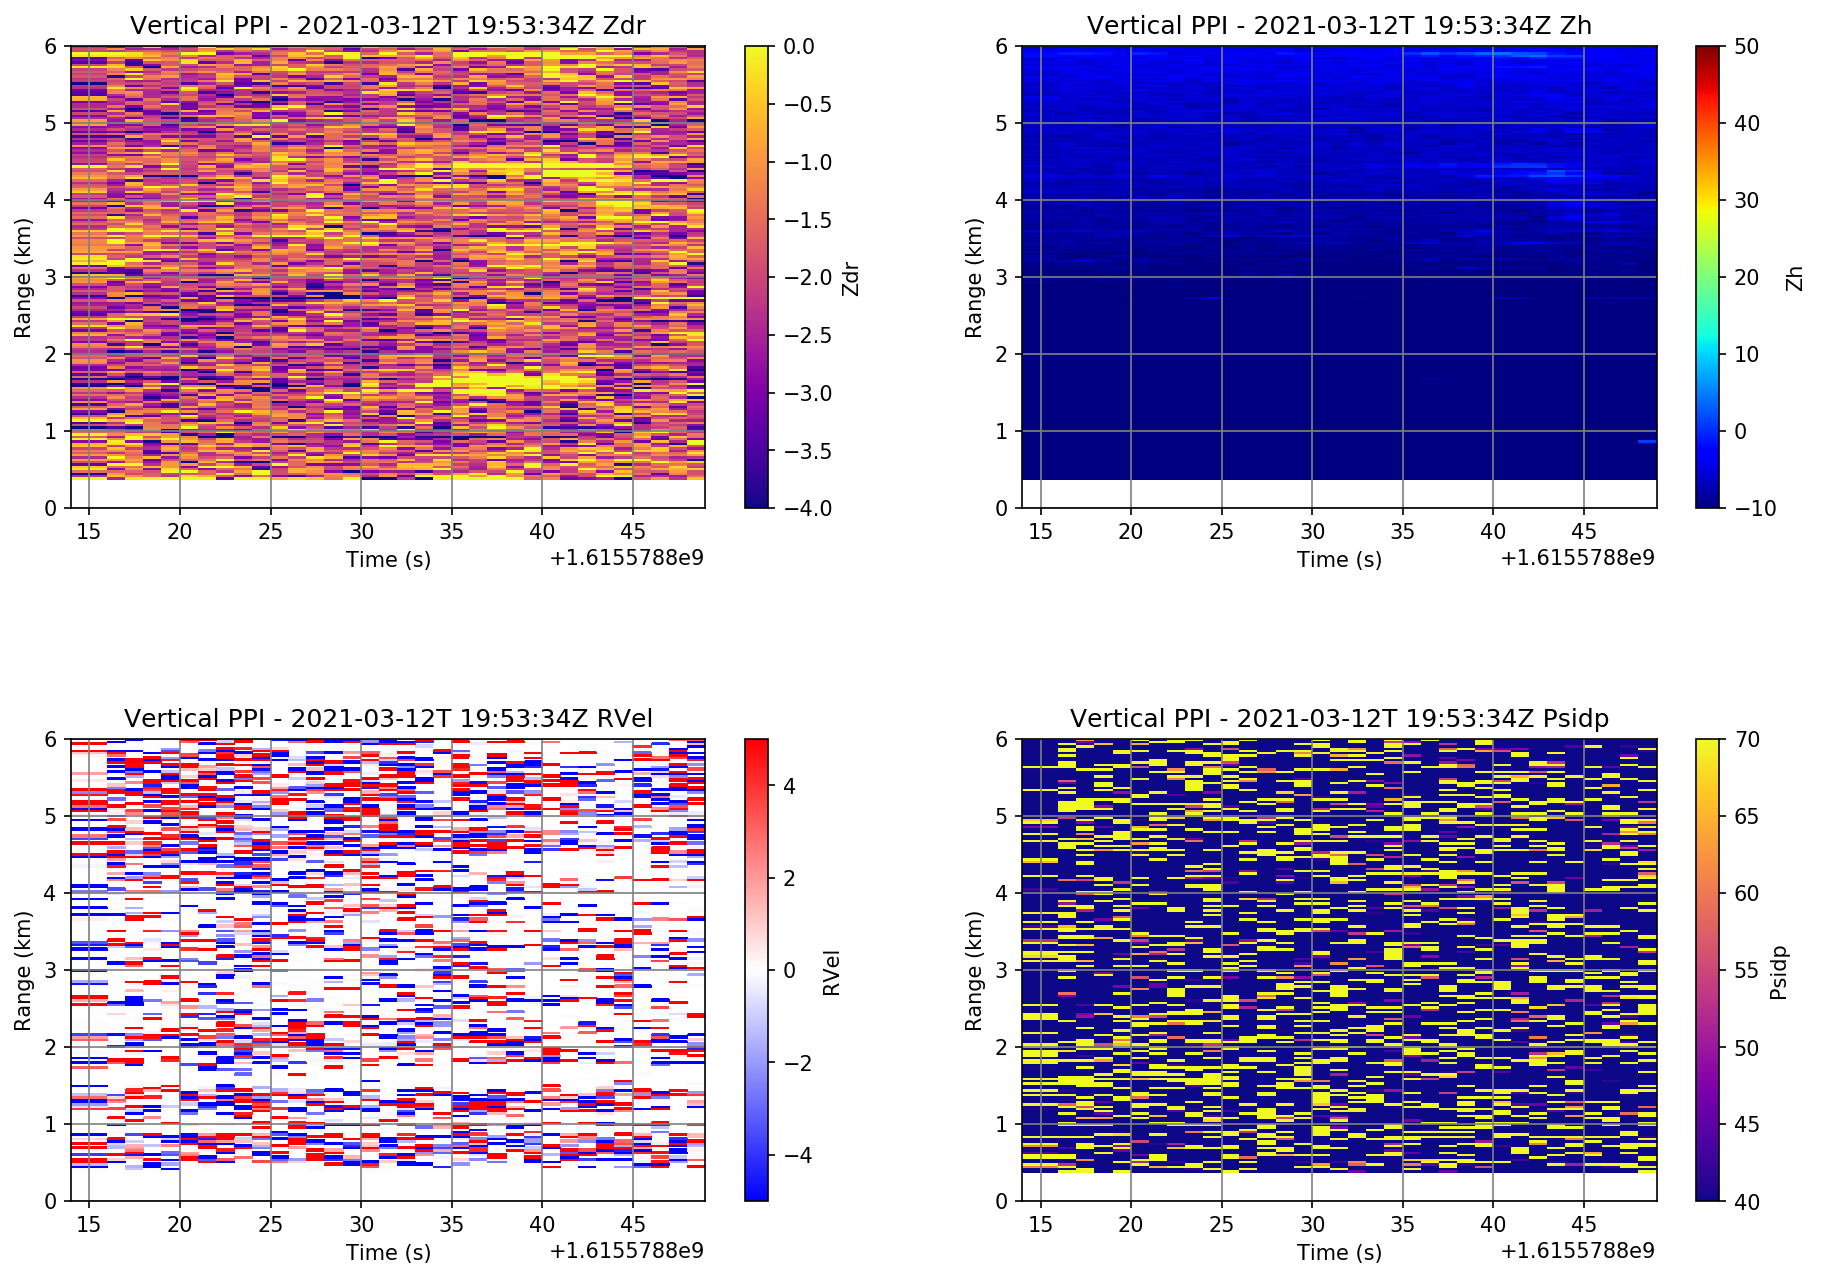 Vertical PPI - 2021-03-12T 19:53:34Z Zdr
6
5
4
3
2
1
0
Range (km)
15 20 25 30 35 40 45
Time (s)
+1.6155788e9
0.0
−0.5
−1.0
−1.5
−2.0
−2.5
−3.0
−3.5
−4.0
Zdr
Vertical PPI - 2021-03-12T 19:53:34Z Zh
6
5
4
3
2
1
0
Range (km)
15 20 25 30 35 40 45
Time (s)
+1.6155788e9
50
40
30
20
10
0
−10
Zh
Vertical PPI - 2021-03-12T 19:53:34Z RVel
6
5
4
3
2
1
0
Range (km)
15 20 25 30 35 40 45
Time (s)
+1.6155788e9
4
2
0
−2
−4
RVel
Vertical PPI - 2021-03-12T 19:53:34Z Psidp
6
5
4
3
2
1
0
Range (km)
15 20 25 30 35 40 45
Time (s)
+1.6155788e9
70
65
60
55
50
45
40
Psidp